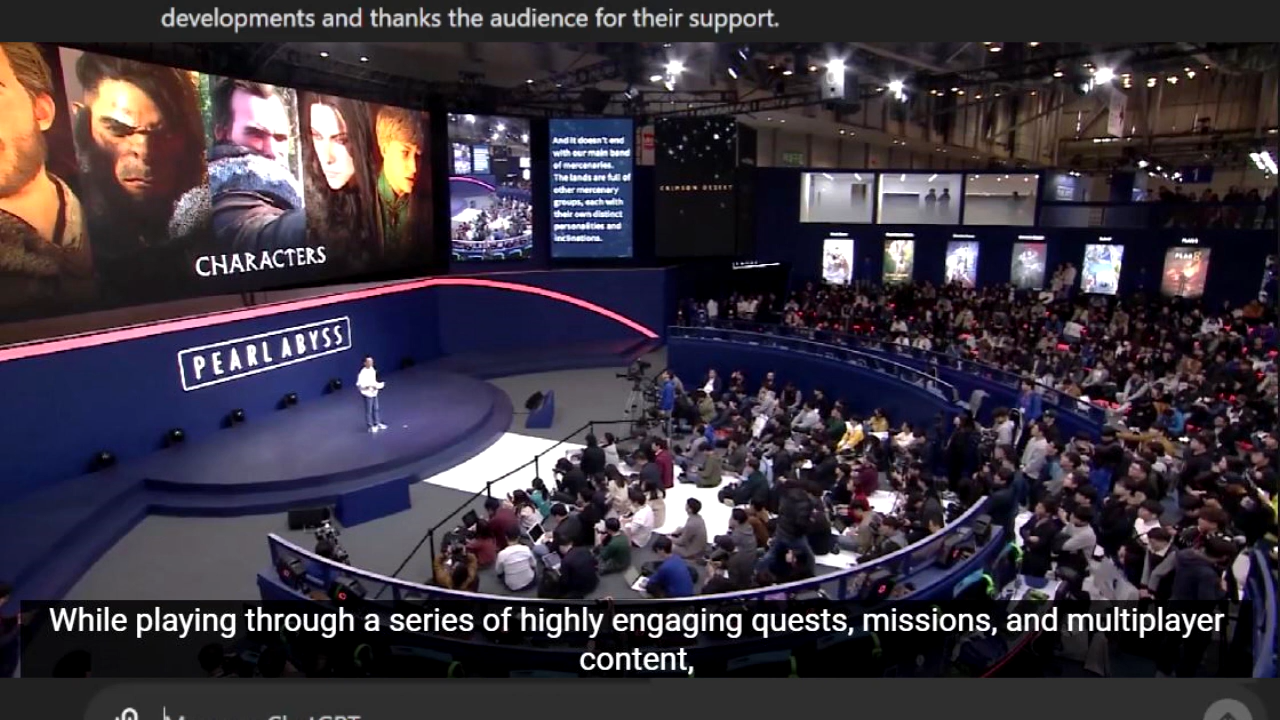 developments and thanks the audience for their support.
And it doesn't end
with our main band
of mercenaries.
The lands are full of
other mercenary
groups, each with
their own distinct
personalities and
inclinations.
CRIMSON DESERT
CHARACTERS
PEARL ABYSS
While playing through a series of highly engaging quests, missions, and multiplayer
content,